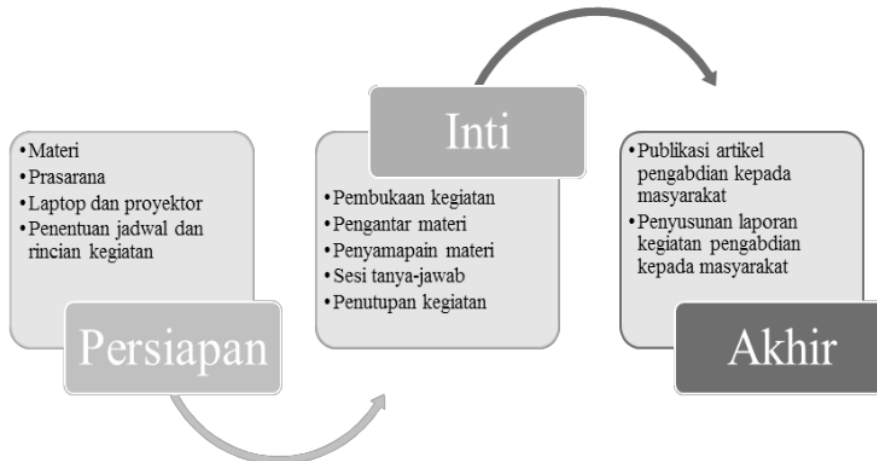 • Materi
• Prasarana
• Laptop dan proyektor
• Penentuan jadwal dan
rincian kegiatan
Persiapan
Inti
• Pembukaan kegiatan
• Pengantar materi
• Penyamapain materi
• Sesi tanya-jawab
• Penutupan kegiatan
• Publikasi artikel
pengabdian kepada
masyarakat
• Penyusunan laporan
kegiatan pengabdian
kepada masyarakat
Akhir